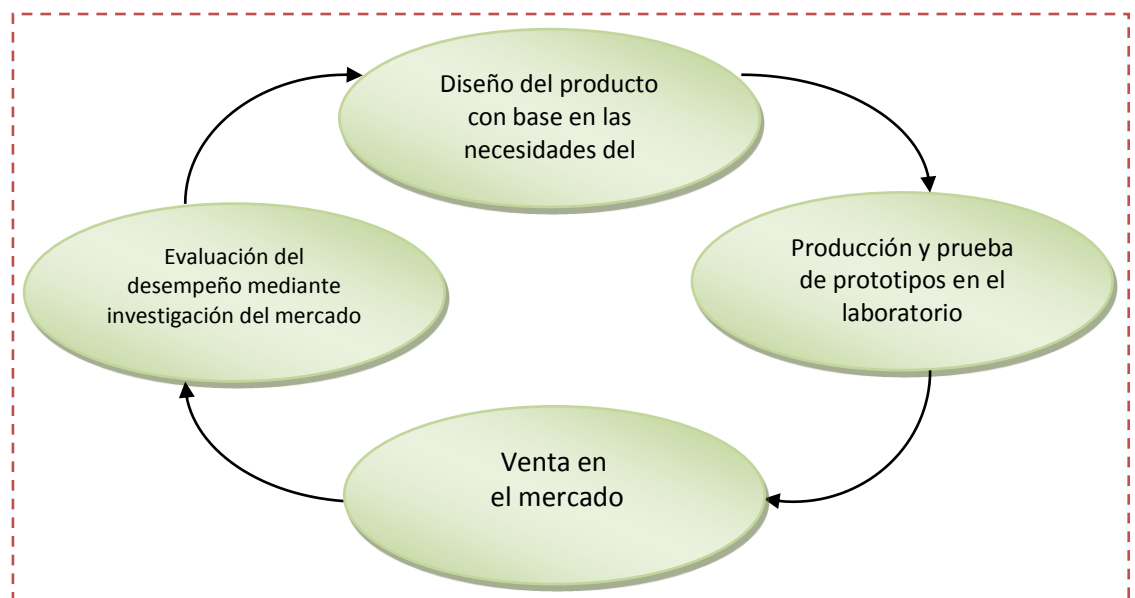 Diseño del producto
con base en las
necesidades del
Producción y prueba
de prototipos en el
laboratorio
Venta en
el mercado
Evaluación del
desempeño mediante
investigación del mercado